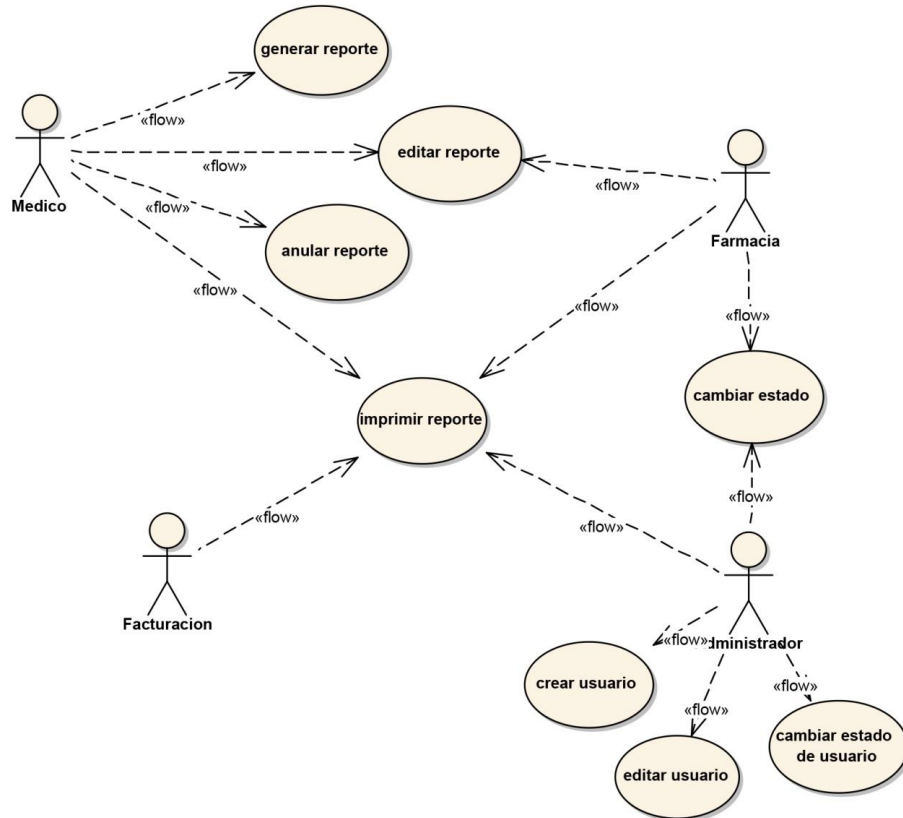 generar reporte
«flow»
Medico
«flow»
editar reporte
«flow»
«flow»
anular reporte
Farmacia
«flow»
«flow»
«flow»
imprimir reporte
cambiar estado
«flow»
«flow»
«flow»
Facturacion
«flow»
dministrador
crear usuario
«flow»
«flow»
editar usuario
cambiar estado
de usuario